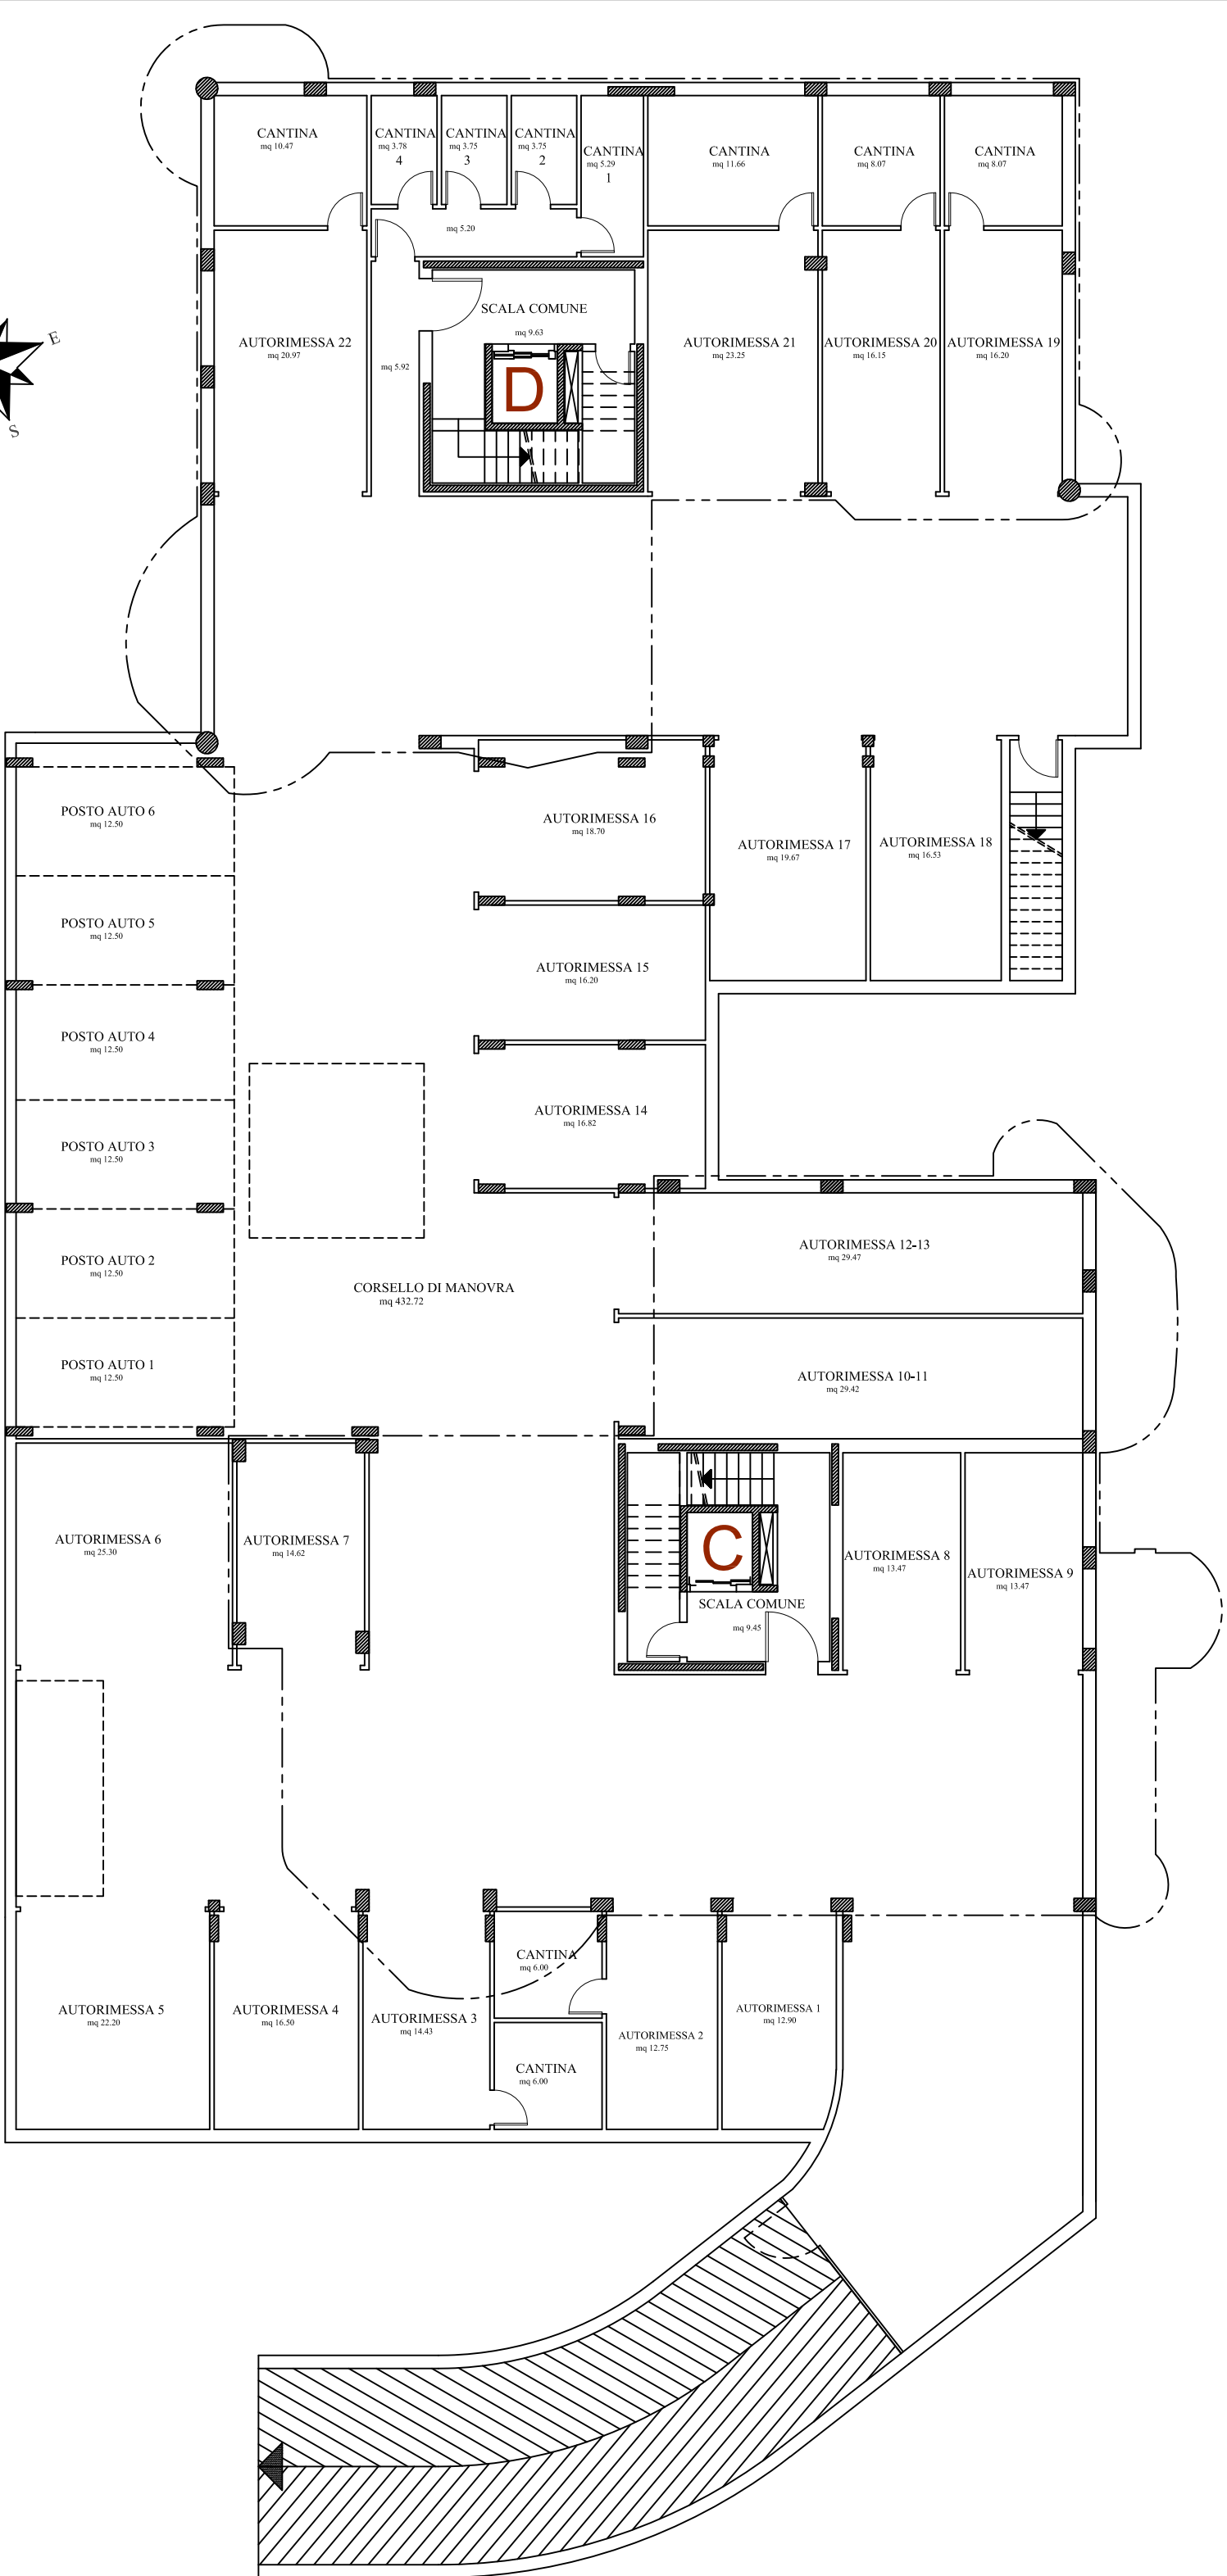 CANTINA
mq 10.47
CANTINA
mq 3.78
4
CANTINA
mq 3.75
3
CANTINA
mq 3.75
2
CANTINA
mq 5.29
1
CANTINA
mq 11.66
CANTINA
mq 8.07
CANTINA
mq 8.07
mq 5.20
E
S
AUTORIMESSA 22
mq 20.97
mq 5.92
SCALA COMUNE
mq 9.63
D
AUTORIMESSA 21
mq 23.25
AUTORIMESSA 20
mq 16.15
AUTORIMESSA 19
mq 16.20
POSTO AUTO 6
mq 12.50
AUTORIMESSA 16
mq 18.70
AUTORIMESSA 17
mq 19.67
AUTORIMESSA 18
mq 16.53
POSTO AUTO 5
mq 12.50
AUTORIMESSA 15
mq 16.20
POSTO AUTO 4
mq 12.50
AUTORIMESSA 14
mq 16.82
POSTO AUTO 3
mq 12.50
POSTO AUTO 2
mq 12.50
AUTORIMESSA 12-13
mq 29.47
CORSELLO DI MANOVRA
mq 432.72
POSTO AUTO 1
mq 12.50
AUTORIMESSA 10-11
mq 29.42
AUTORIMESSA 6
mq 25.30
AUTORIMESSA 7
mq 14.62
C
SCALA COMUNE
mq 9.45
AUTORIMESSA 8
mq 13.47
AUTORIMESSA 9
mq 13.47
CANTINA
mq 6.00
AUTORIMESSA 5
mq 22.20
AUTORIMESSA 4
mq 16.50
AUTORIMESSA 3
mq 14.43
CANTINA
mq 6.00
AUTORIMESSA 2
mq 12.75
AUTORIMESSA 1
mq 12.90